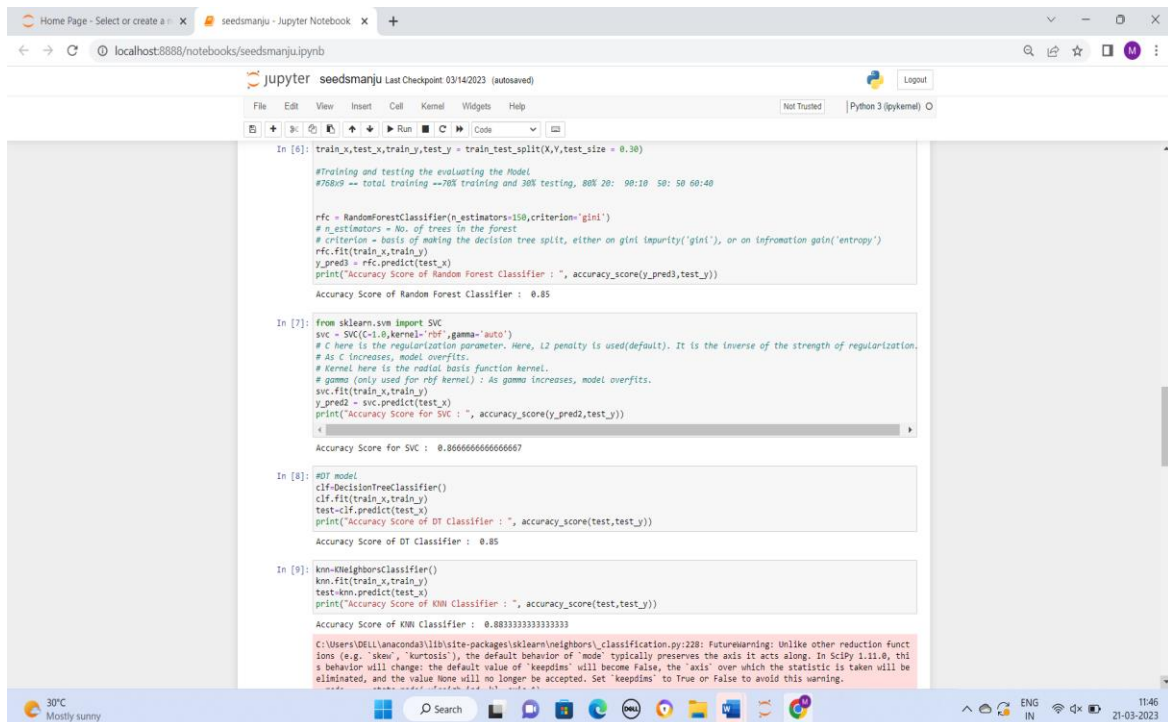 Home Page - Select or create a n
seedsmanju - Jupyter Notebook
localhost:8888/notebooks/seedsmanju.ipynb
M
jupyter seedsmanju Last Checkpoint: 03/14/2023 (autosaved)
Logout
File Edit View Insert Cell Kernel Widgets Help
Not Trusted Python 3 (ipykernel)
Run Code
In [6]: train_x,test_x,train_y,test_y = train_test_split(X,Y,test_size = 0.30)
#Training and testing the evaluating the Model
#768x9 == total training ==70% training and 30% testing, 80% 20: 90:10 50: 50 60:40
rfc = RandomForestClassifier(n_estimators=150,criterion='gini')
# n_estimators = No. of trees in the forest
# criterion = basis of making the decision tree split, either on gini impurity('gini'), or on infromation gain('entropy')
rfc.fit(train_x,train_y)
y_pred3 = rfc.predict(test_x)
print("Accuracy Score of Random Forest Classifier : ", accuracy_score(y_pred3,test_y))
Accuracy Score of Random Forest Classifier : 0.85
In [7]: from sklearn.svm import SVC
svc = SVC(C=1.0,kernel='rbf',gamma='auto')
# C here is the regularization parameter. Here, L2 penalty is used(default). It is the inverse of the strength of regularization.
# As C increases, model overfits.
# Kernel here is the radial basis function kernel.
# gamma (only used for rbf kernel) : As gamma increases, model overfits.
svc.fit(train_x,train_y)
y_pred2 = svc.predict(test_x)
print("Accuracy Score for SVC : ", accuracy_score(y_pred2,test_y))
Accuracy Score for SVC : 0.8666666666666667
In [8]: #DT model
clf=DecisionTreeClassifier()
clf.fit(train_x,train_y)
test=clf.predict(test_x)
print("Accuracy Score of DT Classifier : ", accuracy_score(test,test_y))
Accuracy Score of DT Classifier : 0.85
In [9]: knn=KNeighborsClassifier()
knn.fit(train_x,train_y)
test=knn.predict(test_x)
print("Accuracy Score of KNN Classifier : ", accuracy_score(test,test_y))
Accuracy Score of KNN Classifier : 0.8833333333333333
C:\Users\DELL\anaconda3\lib\site-packages\sklearn\neighbors\_classification.py:228: FutureWarning: Unlike other reduction funct
ions (e.g. `skew`, `kurtosis`), the default behavior of `mode` typically preserves the axis it acts along. In SciPy 1.11.0, thi
s behavior will change: the default value of `keepdims` will become False, the `axis` over which the statistic is taken will be
eliminated, and the value None will no longer be accepted. Set `keepdims` to True or False to avoid this warning.
30°C
Mostly sunny
Search
DELL
ENG
IN
11:46
21-03-2023